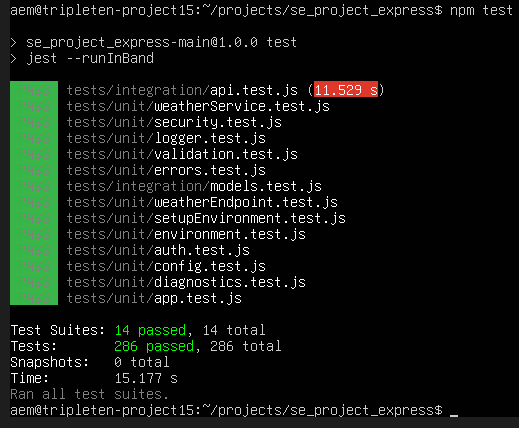 aem@tripleten-project15:~/projects/se_project_express$ npm test
> se_project_express-main@1.0.0 test
> jest --runInBand
PASS tests/integration/api.test.js (11.529 s)
PASS tests/unit/weatherService.test.js
PASS tests/unit/security.test.js
PASS tests/unit/logger.test.js
PASS tests/unit/validation.test.js
PASS tests/unit/errors.test.js
PASS tests/integration/models.test.js
PASS tests/unit/weatherEndpoint.test.js
PASS tests/unit/setupEnvironment.test.js
PASS tests/unit/environment.test.js
PASS tests/unit/auth.test.js
PASS tests/unit/config.test.js
PASS tests/unit/diagnostics.test.js
PASS tests/unit/app.test.js
Test Suites: 14 passed, 14 total
Tests: 286 passed, 286 total
Snapshots: 0 total
Time: 15.177 s
Ran all test suites.
aem@tripleten-project15:~/projects/se_project_express$ _